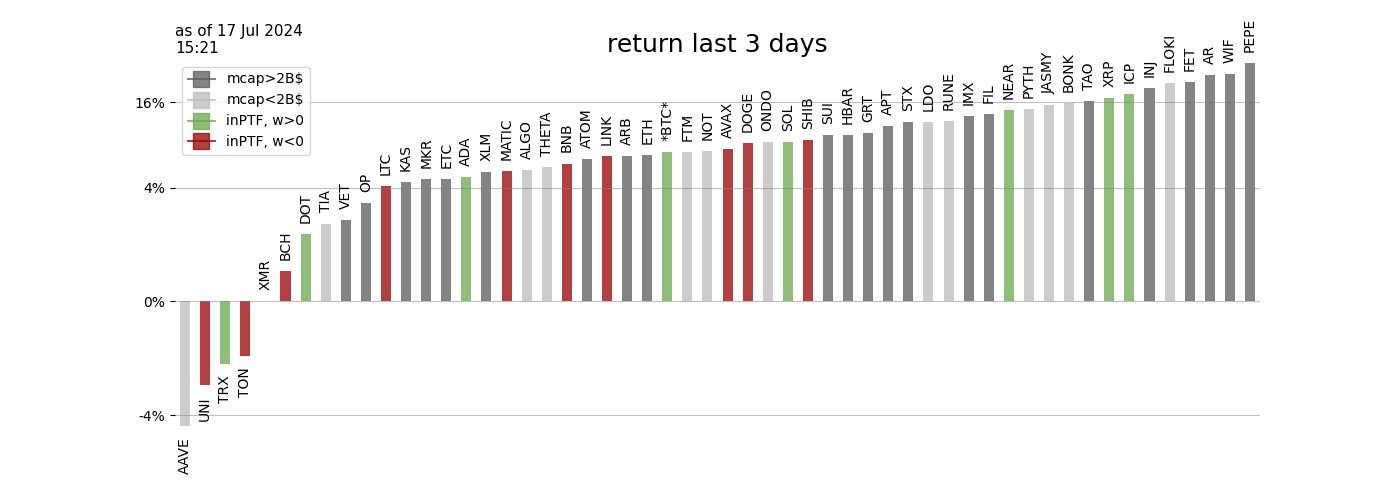 as of 17 Jul 2024
15:21
return last 3 days
mcap>2B$
mcap<2B$
inPTF, w>0
inPTF, w<0
16%
4%
0%
-4%
AAVE
UNI
TRX
TON
XMR
BCH
DOT
TIA
VET
OP
LTC
KAS
MKR
ETC
ADA
XLM
MATIC
ALGO
THETA
BNB
ATOM
LINK
ARB
ETH
*BTC*
FTM
NOT
AVAX
DOGE
ONDO
SOL
SHIB
SUI
HBAR
GRT
APT
STX
LDO
RUNE
IMX
FIL
NEAR
PYTH
JASMY
BONK
TAO
XRP
ICP
INJ
FLOKI
FET
AR
WIF
PEPE